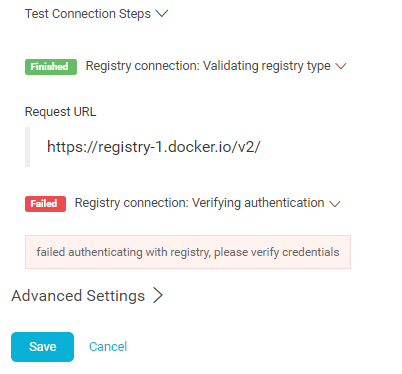 Test Connection Steps
Finished Registry connection: Validating registry type
Request URL
https://registry-1.docker.io/v2/
Failed Registry connection: Verifying authentication
failed authenticating with registry, please verify credentials
Advanced Settings
Save Cancel